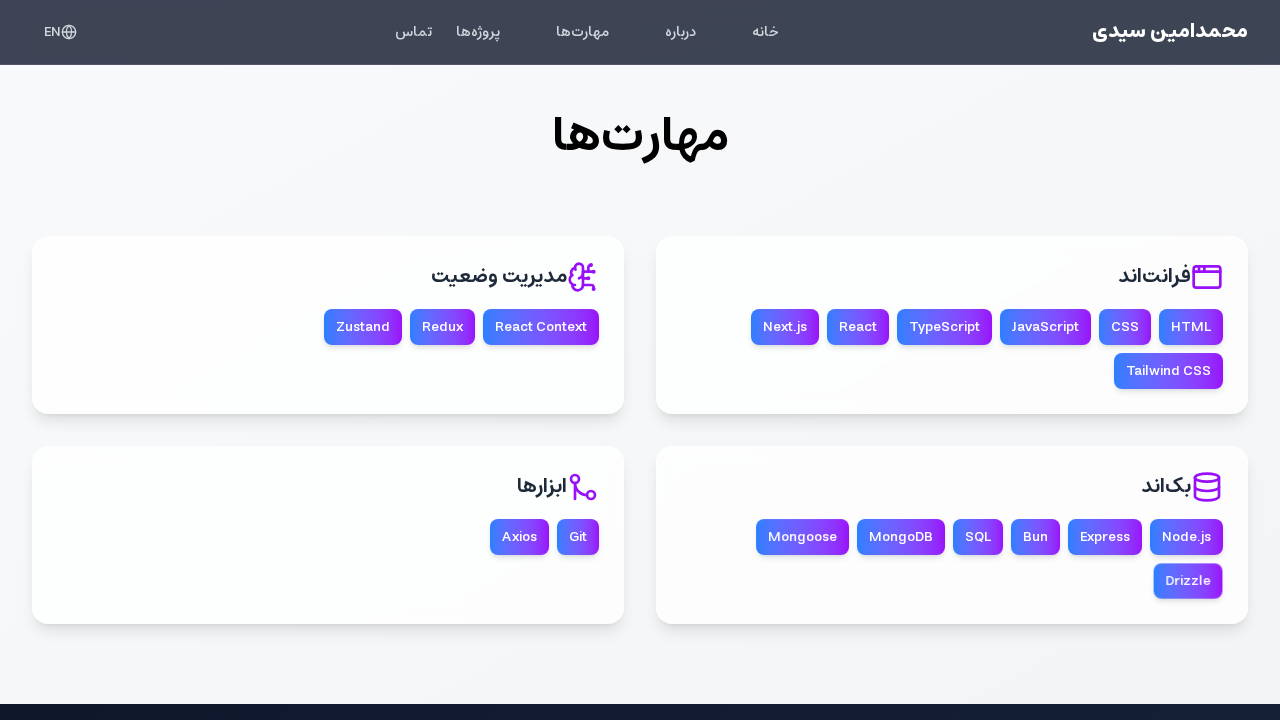 محمدامین سیدی
خانه درباره مهارت‌ها پروژه‌ها تماس
EN
مهارت‌ها
فرانت‌اند
HTML CSS JavaScript TypeScript React Next.js
Tailwind CSS
مدیریت وضعیت
React Context Redux Zustand
بک‌اند
Node.js Express Bun SQL MongoDB Mongoose
Drizzle
ابزارها
Git Axios